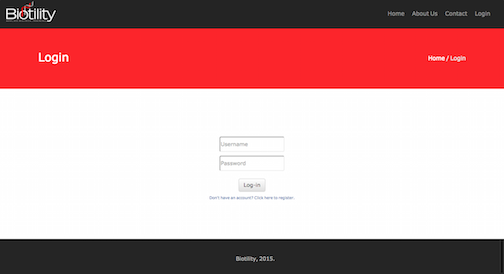 Biotility
Home About Us Contact Login
Login
Home / Login
Username
Password
Log-in
Don't have an account? Click here to register.
Biotility, 2015.